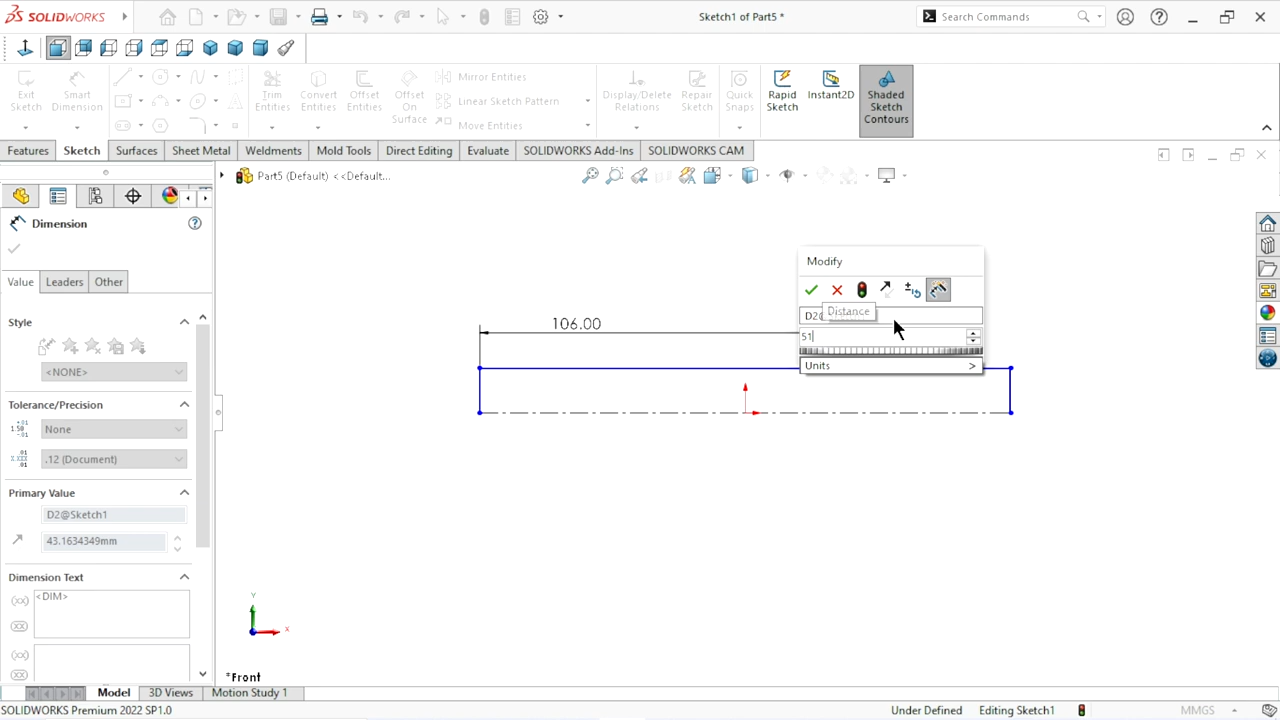 SOLIDWORKS
Sketch1 of Part5 *
Search Commands
Exit Sketch
Smart Dimension
Trim Entities
Convert Entities
Offset Entities
Offset On Surface
Mirror Entities
Linear Sketch Pattern
Move Entities
Display/Delete Relations
Repair Sketch
Quick Snaps
Rapid Sketch
Instant2D
Shaded Sketch Contours
Features
Sketch
Surfaces
Sheet Metal
Weldments
Mold Tools
Direct Editing
Evaluate
SOLIDWORKS Add-Ins
SOLIDWORKS CAM
Part5 (Default) <<Default...
Dimension
Value
Leaders
Other
Style
<NONE>
Tolerance/Precision
None
.12 (Document)
Primary Value
D2@Sketch1
43.1634349mm
Dimension Text
<DIM>
Modify
D2@
Distance
51
Units >
106.00
Y
X
*Front
Model
3D Views
Motion Study 1
SOLIDWORKS Premium 2022 SP1.0
Under Defined
Editing Sketch1
MMGS